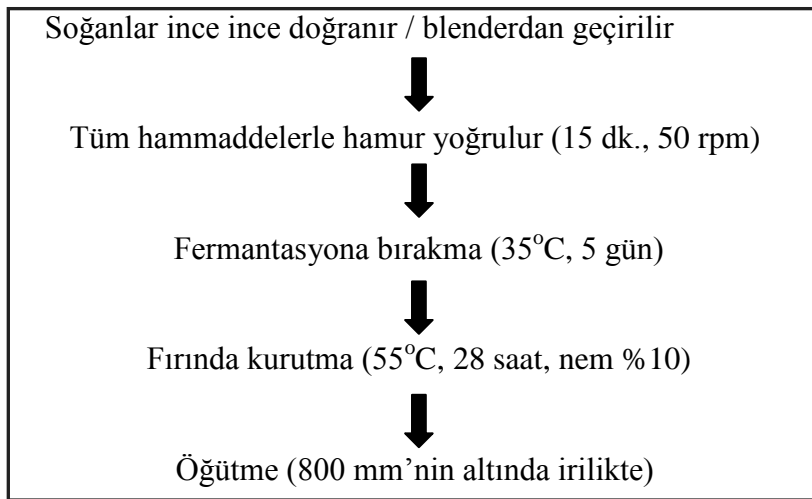 Soğanlar ince ince doğranır / blenderdan geçirilir
Tüm hammaddelerle hamur yoğrulur (15 dk., 50 rpm)
Fermantasyona bırakma (35°C, 5 gün)
Fırında kurutma (55°C, 28 saat, nem %10)
Öğütme (800 mm’nin altında irilikte)